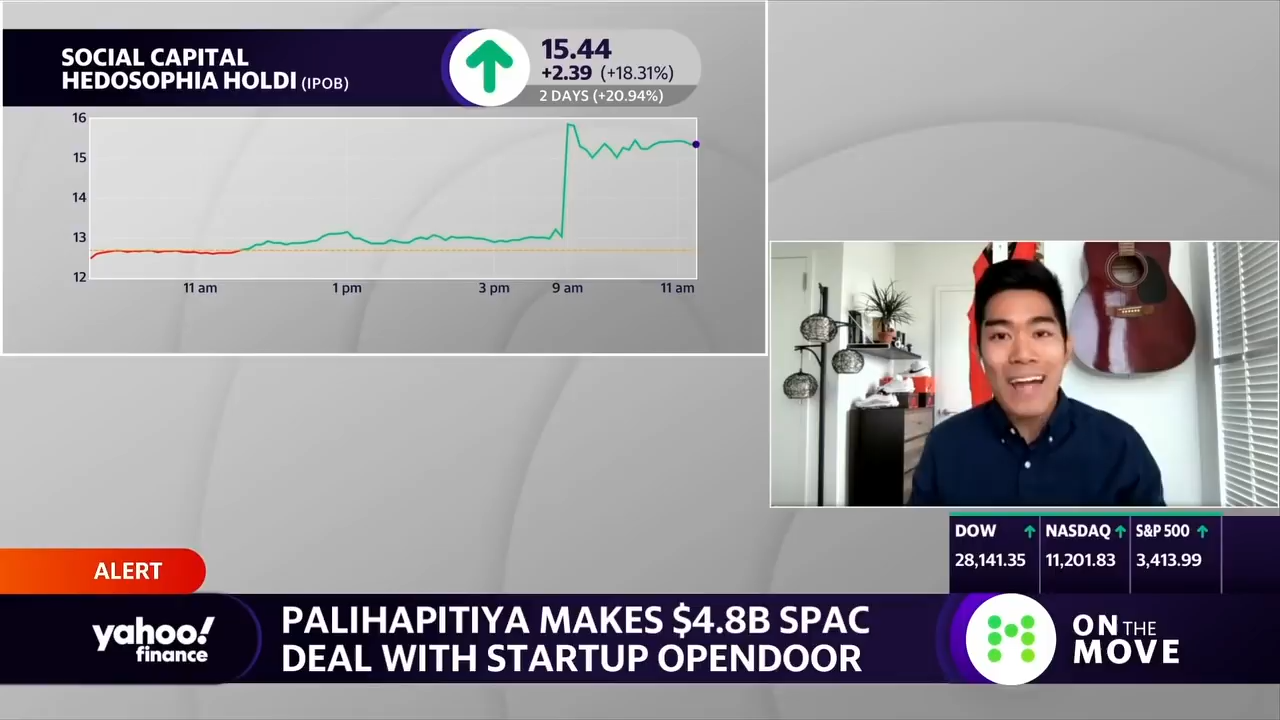 SOCIAL CAPITAL
HEDOSOPHIA HOLDI (IPOB)
15.44
+2.39 (+18.31%)
2 DAYS (+20.94%)
16
15
14
13
12
11 am
1 pm
3 pm
9 am
11 am
DOW
28,141.35
NASDAQ
11,201.83
S&P 500
3,413.99
ALERT
yahoo!
finance
PALIHAPITIYA MAKES $4.8B SPAC
DEAL WITH STARTUP OPENDOOR
ON THE
MOVE